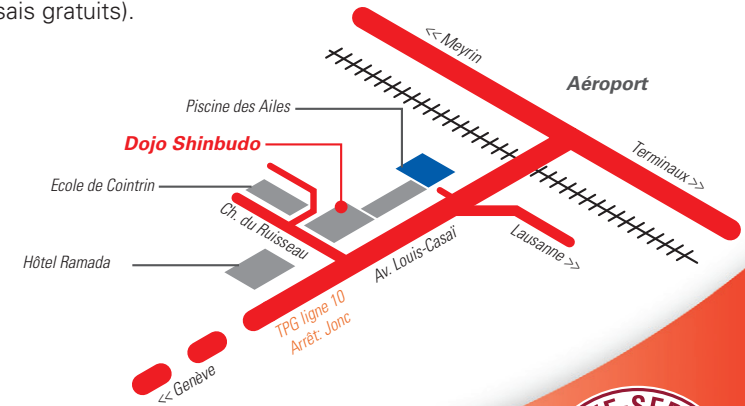 sais gratuits).
<< Meyrin
Aéroport
Piscine des Ailes
Dojo Shinbudo
Terminaux >>
Ecole de Cointrin
Ch. du Ruisseau
Hôtel Ramada
Av. Louis-Casaï
Lausanne >>
TPG ligne 10
Arrêt: Jonc
<< Genève